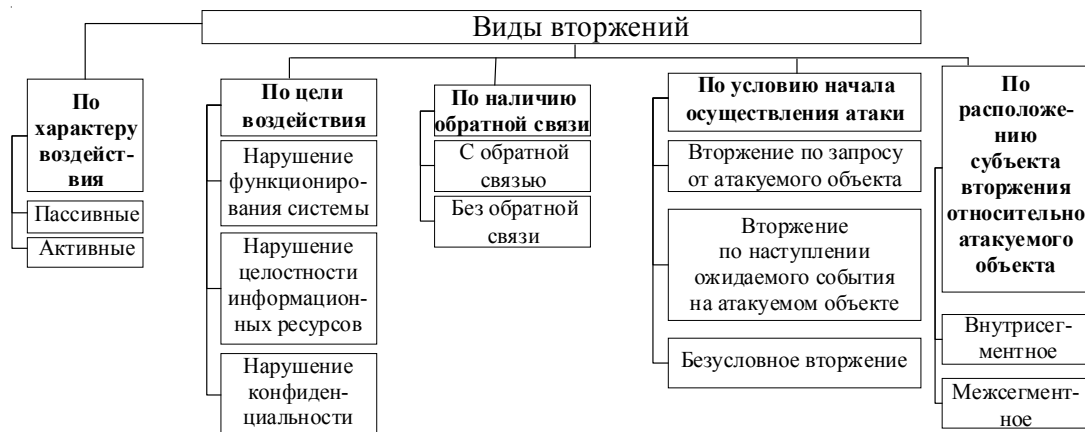 Виды вторжений
По
характеру
воздейст-
вия
Пассивные
Активные
По цели
воздействия
Нарушение
функциониро-
вания системы
Нарушение
целостности
информацион-
ных ресурсов
Нарушение
конфиден-
циальности
По наличию
обратной связи
С обратной
связью
Без обратной
связи
По условию начала
осуществления атаки
Вторжение по запросу
от атакуемого объекта
Вторжение
по наступлении
ожидаемого события
на атакуемом объекте
Безусловное вторжение
По
расположе-
нию
субъекта
вторжения
относительно
атакуемого
объекта
Внутрисег-
ментное
Межсегмент-
ное